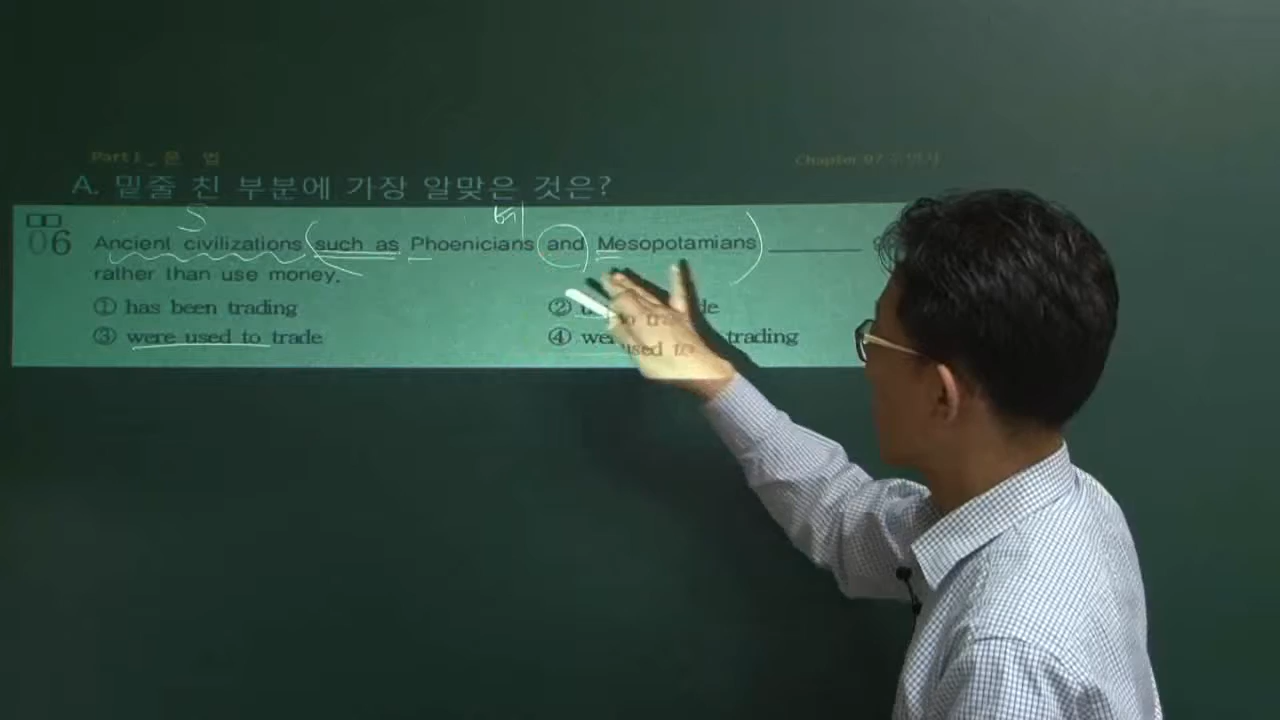 Part I _ 문 법
Chapter 07 조동사
A. 밑줄 친 부분에 가장 알맞은 것은?
S
06 Ancient civilizations such as Phoenicians and Mesopotamians ________
rather than use money.
① has been trading
② to trade
③ were used to trade
④ used to trading